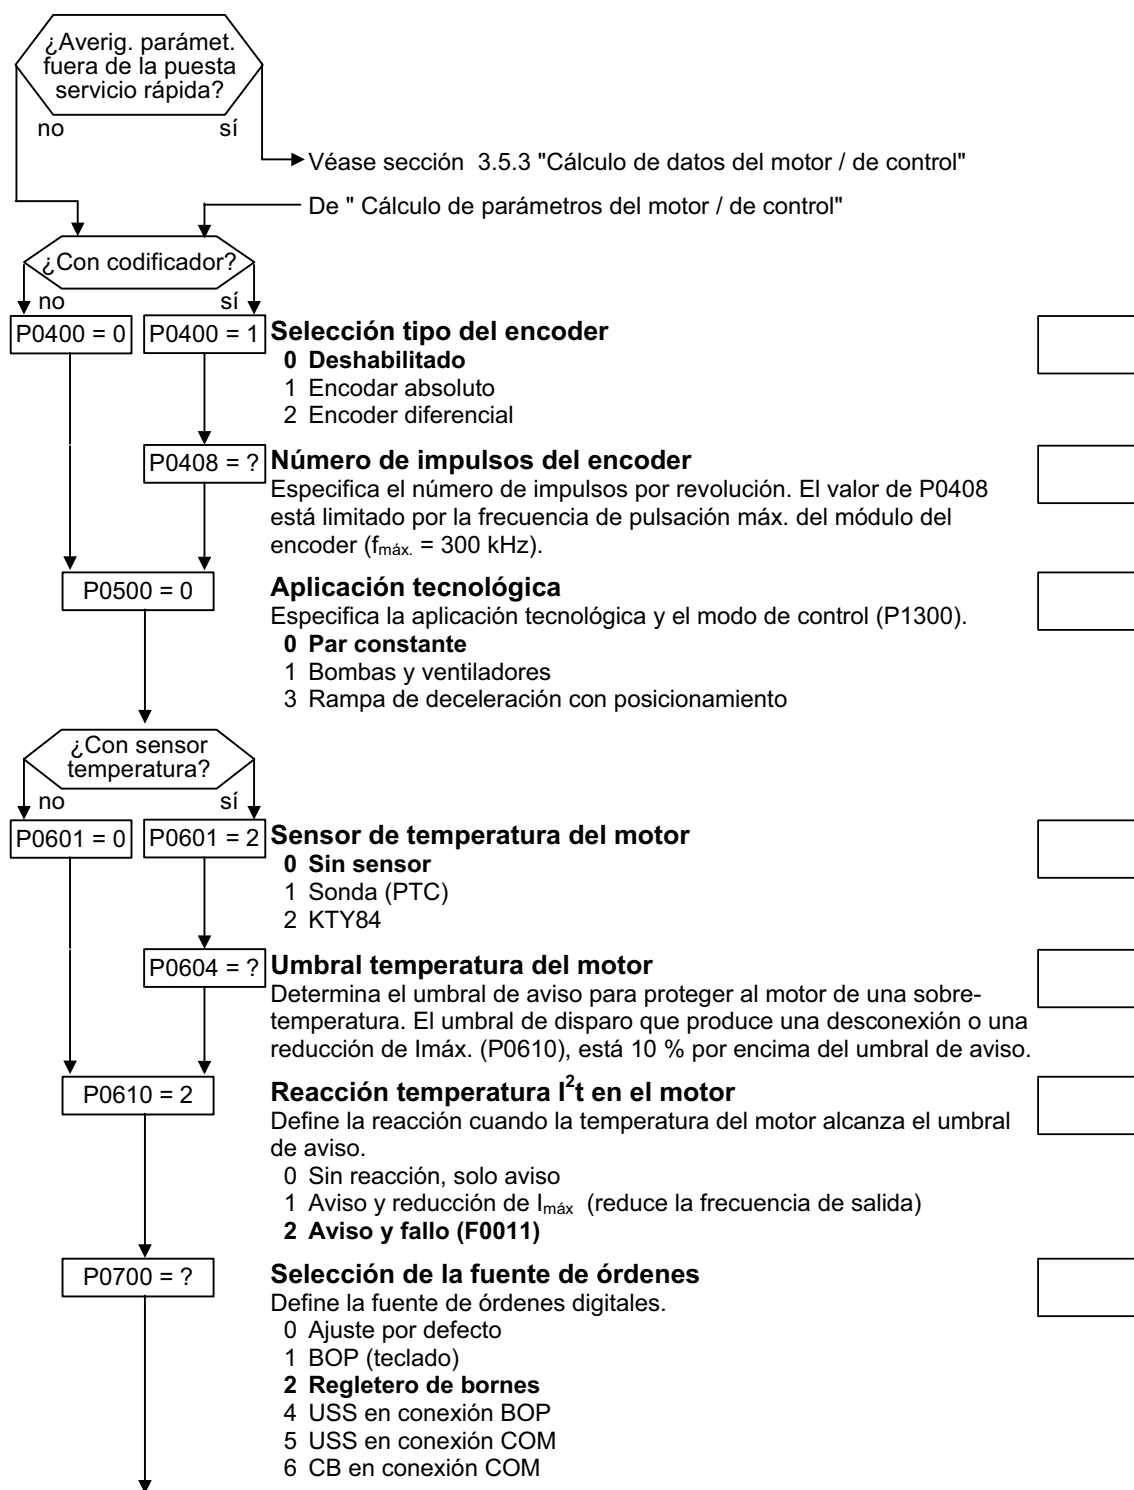 ¿Averig. parámet.
fuera de la puesta
servicio rápida?
no sí
Véase sección 3.5.3 "Cálculo de datos del motor / de control"
De " Cálculo de parámetros del motor / de control"
¿Con codificador?
no sí
P0400 = 0 P0400 = 1 Selección tipo del encoder
0 Deshabilitado
1 Encodar absoluto
2 Encoder diferencial
P0408 = ? Número de impulsos del encoder
Especifica el número de impulsos por revolución. El valor de P0408
está limitado por la frecuencia de pulsación máx. del módulo del
encoder (fmáx. = 300 kHz).
P0500 = 0 Aplicación tecnológica
Especifica la aplicación tecnológica y el modo de control (P1300).
0 Par constante
1 Bombas y ventiladores
3 Rampa de deceleración con posicionamiento
¿Con sensor
temperatura?
no sí
P0601 = 0 P0601 = 2 Sensor de temperatura del motor
0 Sin sensor
1 Sonda (PTC)
2 KTY84
P0604 = ? Umbral temperatura del motor
Determina el umbral de aviso para proteger al motor de una sobre-
temperatura. El umbral de disparo que produce una desconexión o una
reducción de Imáx. (P0610), está 10 % por encima del umbral de aviso.
P0610 = 2 Reacción temperatura I²t en el motor
Define la reacción cuando la temperatura del motor alcanza el umbral
de aviso.
0 Sin reacción, solo aviso
1 Aviso y reducción de Imáx (reduce la frecuencia de salida)
2 Aviso y fallo (F0011)
P0700 = ? Selección de la fuente de órdenes
Define la fuente de órdenes digitales.
0 Ajuste por defecto
1 BOP (teclado)
2 Regletero de bornes
4 USS en conexión BOP
5 USS en conexión COM
6 CB en conexión COM